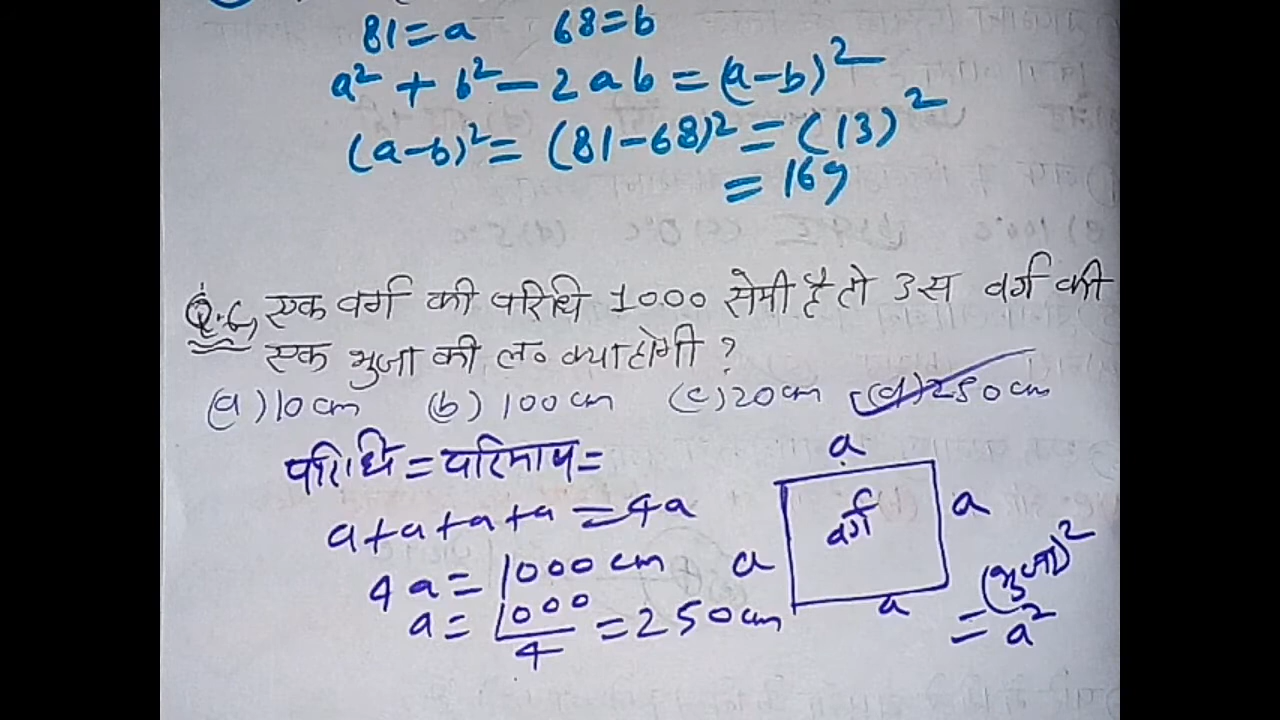 81=a 68=b
a² + b² - 2ab = (a-b)²
(a-b)² = (81-68)² = (13)²
= 169
Q.6, एक वर्ग की परिधि 1000 सेमी है तो उस वर्ग की
एक भुजा की ल० क्या होगी ?
(a) 10 cm (b) 100 cm (c) 20 cm (d) 250 cm
परिधि = परिमाप =
a+a+a+a = 4a
4a = 1000 cm
a = 1000/4 = 250 cm
a
a
a
a
वर्ग
(भुजा)²
= a²